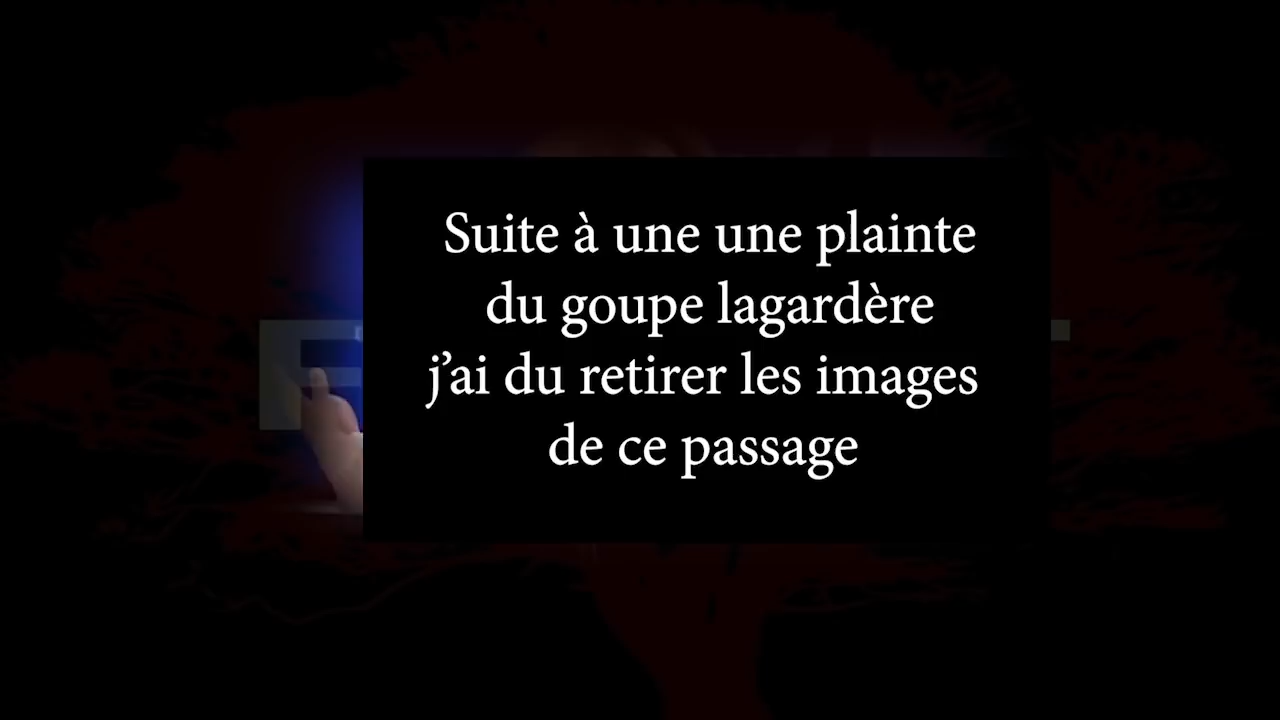 Suite à une une plainte
du goupe lagardère
j’ai du retirer les images
de ce passage